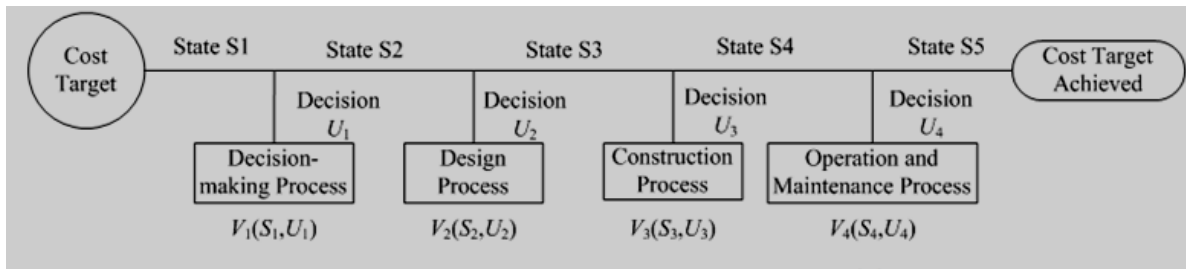 Cost
Target
State S1
State S2
State S3
State S4
State S5
Cost Target
Achieved
Decision
U₁
Decision
U₂
Decision
U₃
Decision
U₄
Decision-
making Process
Design
Process
Construction
Process
Operation and
Maintenance Process
V₁(S₁,U₁)
V₂(S₂,U₂)
V₃(S₃,U₃)
V₄(S₄,U₄)